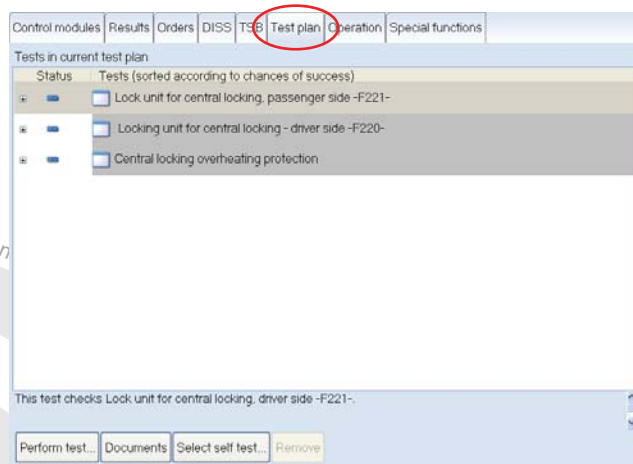 Control modules Results Orders DISS TSB Test plan Operation Special functions
Tests in current test plan
Status Tests (sorted according to chances of success)
Lock unit for central locking, passenger side -F221-
Locking unit for central locking - driver side -F220-
Central locking overheating protection
This test checks Lock unit for central locking, driver side -F221-.
Perform test... Documents Select self test... Remove